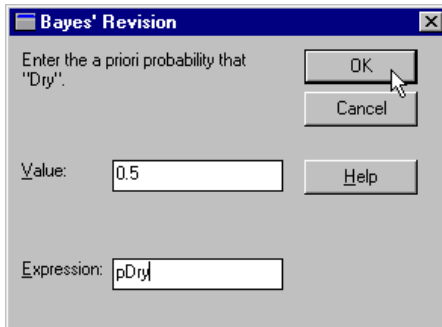 Bayes' Revision
Enter the a priori probability that
"Dry".
OK
Cancel
Value:
0.5
Help
Expression:
pDry